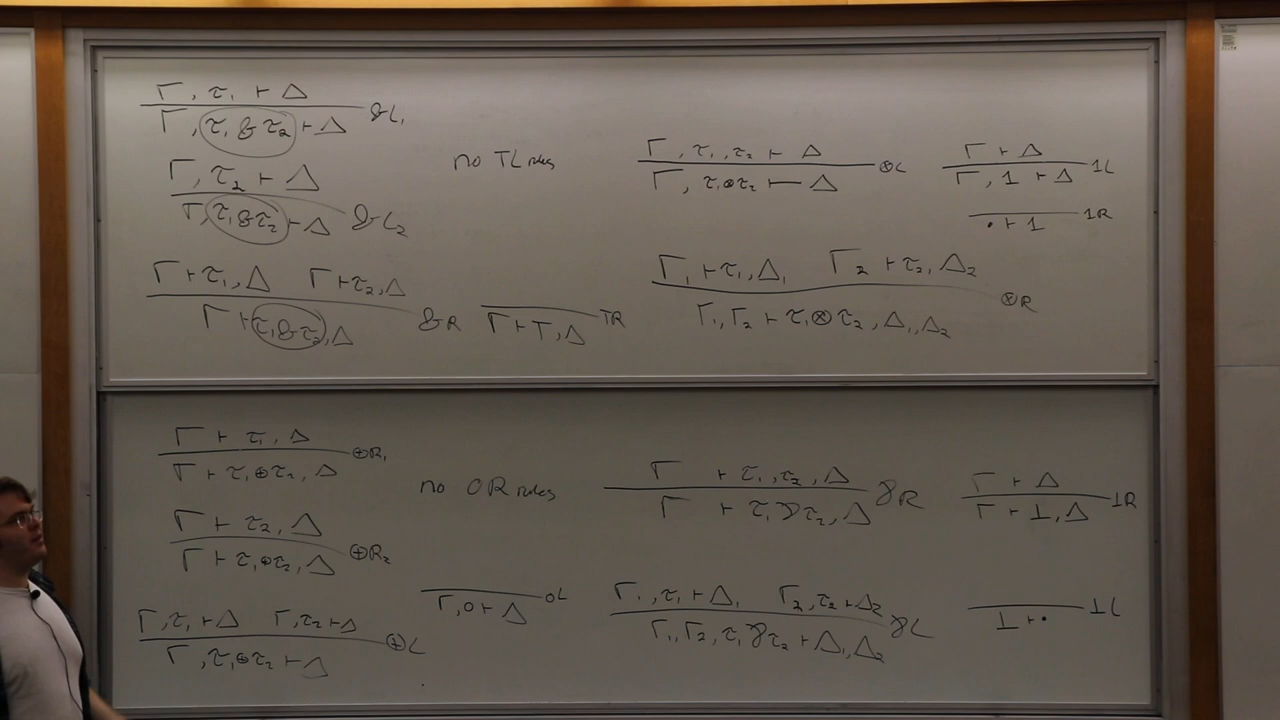 Γ, τ₁ ⊢ Δ
Γ, τ₁ & τ₂ ⊢ Δ &L₁
Γ, τ₂ ⊢ Δ
Γ, τ₁ & τ₂ ⊢ Δ &L₂
Γ ⊢ τ₁, Δ Γ ⊢ τ₂, Δ
Γ ⊢ τ₁ & τ₂, Δ &R
no ⊤L rules
Γ ⊢ ⊤, Δ ⊤R
Γ, τ₁, τ₂ ⊢ Δ
Γ, τ₁ ⊗ τ₂ ⊢ Δ ⊗L
Γ ⊢ Δ
Γ, 1 ⊢ Δ 1L
· ⊢ 1 1R
Γ₁ ⊢ τ₁, Δ₁ Γ₂ ⊢ τ₂, Δ₂
Γ₁, Γ₂ ⊢ τ₁ ⊗ τ₂, Δ₁, Δ₂ ⊗R
Γ ⊢ τ₁, Δ
Γ ⊢ τ₁ ⊕ τ₂, Δ ⊕R₁
Γ ⊢ τ₂, Δ
Γ ⊢ τ₁ ⊕ τ₂, Δ ⊕R₂
Γ, τ₁ ⊢ Δ Γ, τ₂ ⊢ Δ
Γ, τ₁ ⊕ τ₂ ⊢ Δ ⊕L
no 0R rules
Γ, 0 ⊢ Δ 0L
Γ ⊢ τ₁, τ₂, Δ
Γ ⊢ τ₁ ⅋ τ₂, Δ ⅋R
Γ ⊢ Δ
Γ ⊢ ⊥, Δ ⊥R
Γ₁, τ₁ ⊢ Δ₁ Γ₂, τ₂ ⊢ Δ₂
Γ₁, Γ₂, τ₁ ⅋ τ₂ ⊢ Δ₁, Δ₂ ⅋L
⊥ ⊢ · ⊥L